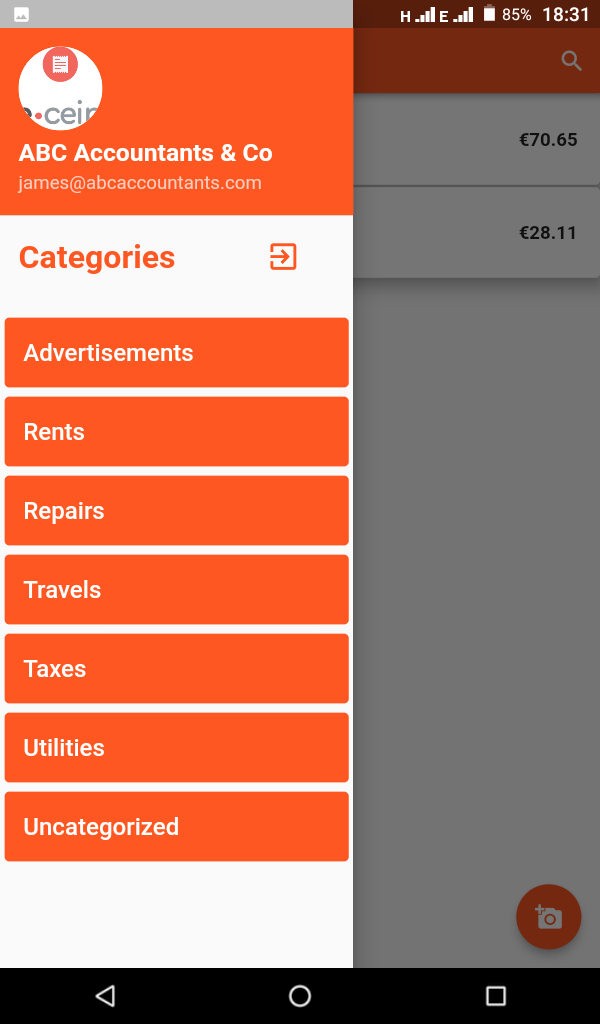 H E 85% 18:31
ABC Accountants & Co
james@abcaccountants.com
€70.65
Categories
€28.11
Advertisements
Rents
Repairs
Travels
Taxes
Utilities
Uncategorized